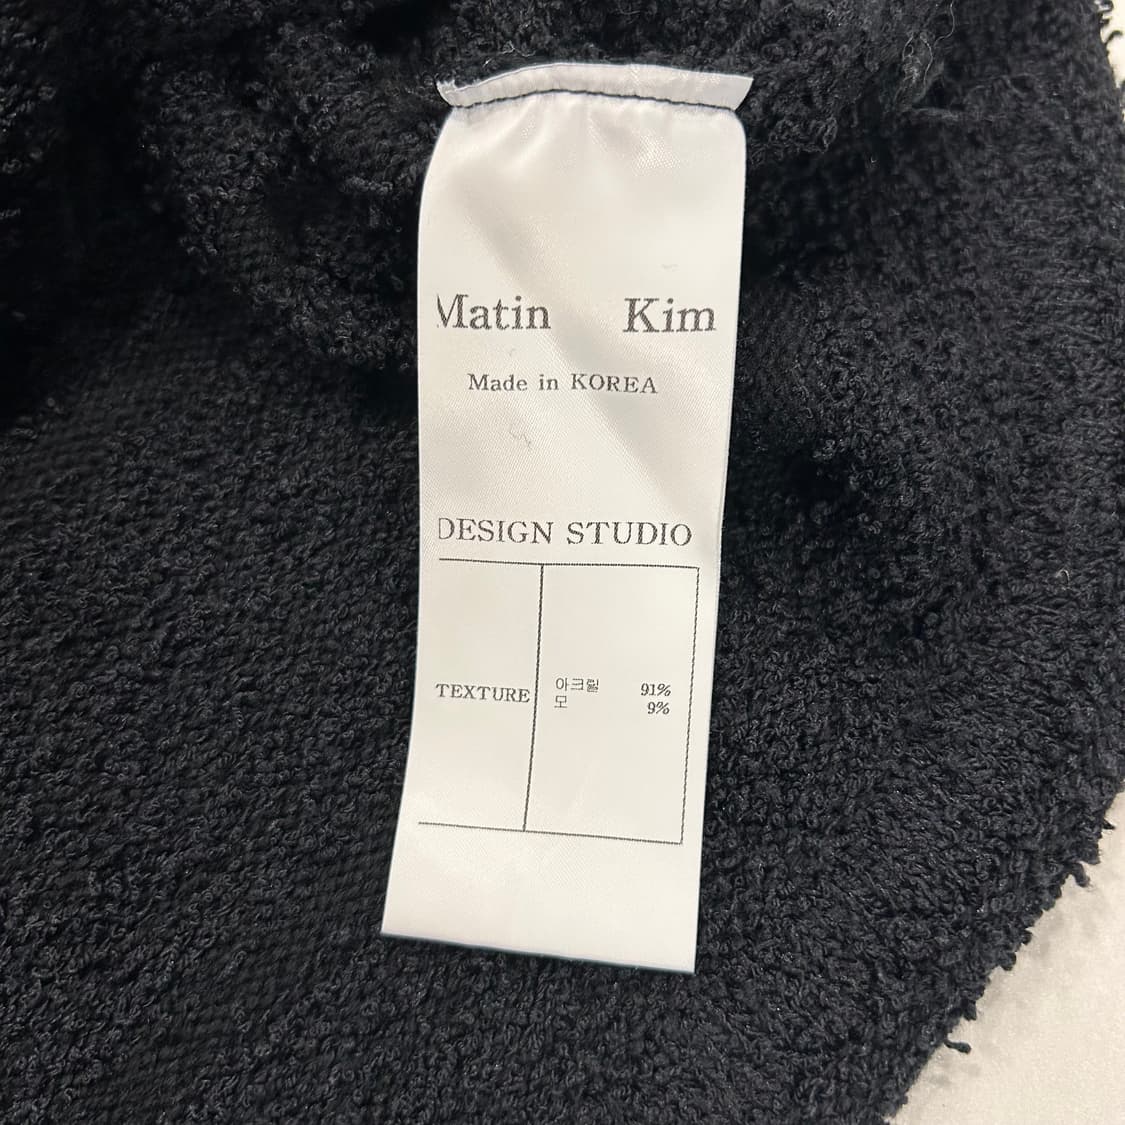 Matin Kim
Made in KOREA
DESIGN STUDIO
TEXTURE
아크릴 91%
모 9%